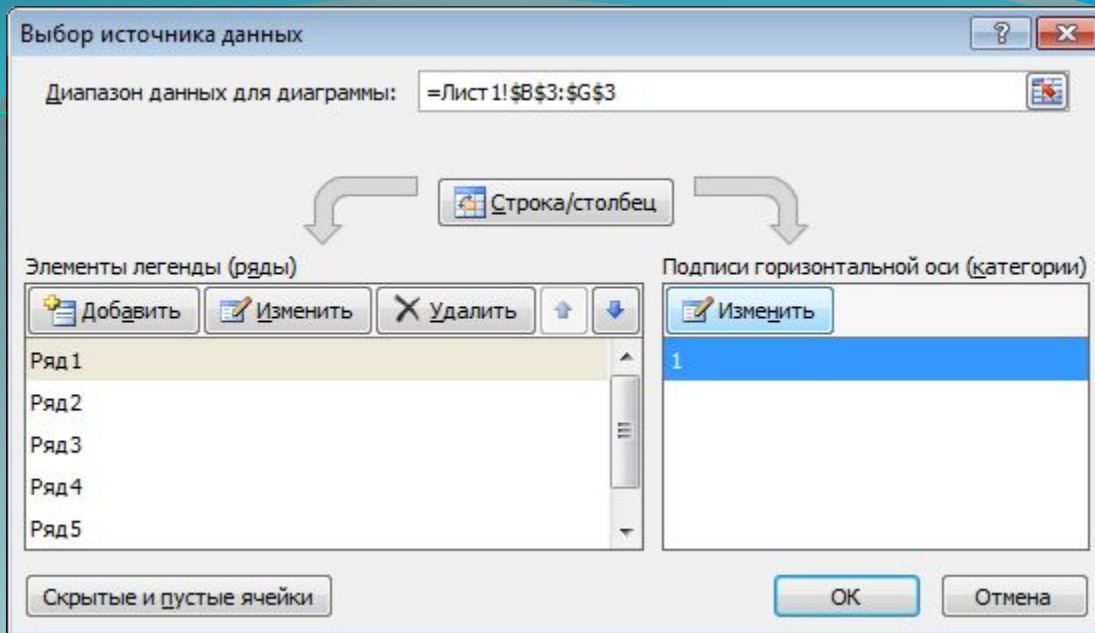 Выбор источника данных
Диапазон данных для диаграммы: =Лист1!$B$3:$G$3
Строка/столбец
Элементы легенды (ряды)
Добавить Изменить Удалить
Ряд1
Ряд2
Ряд3
Ряд4
Ряд5
Подписи горизонтальной оси (категории)
Изменить
1
Скрытые и пустые ячейки
ОК Отмена